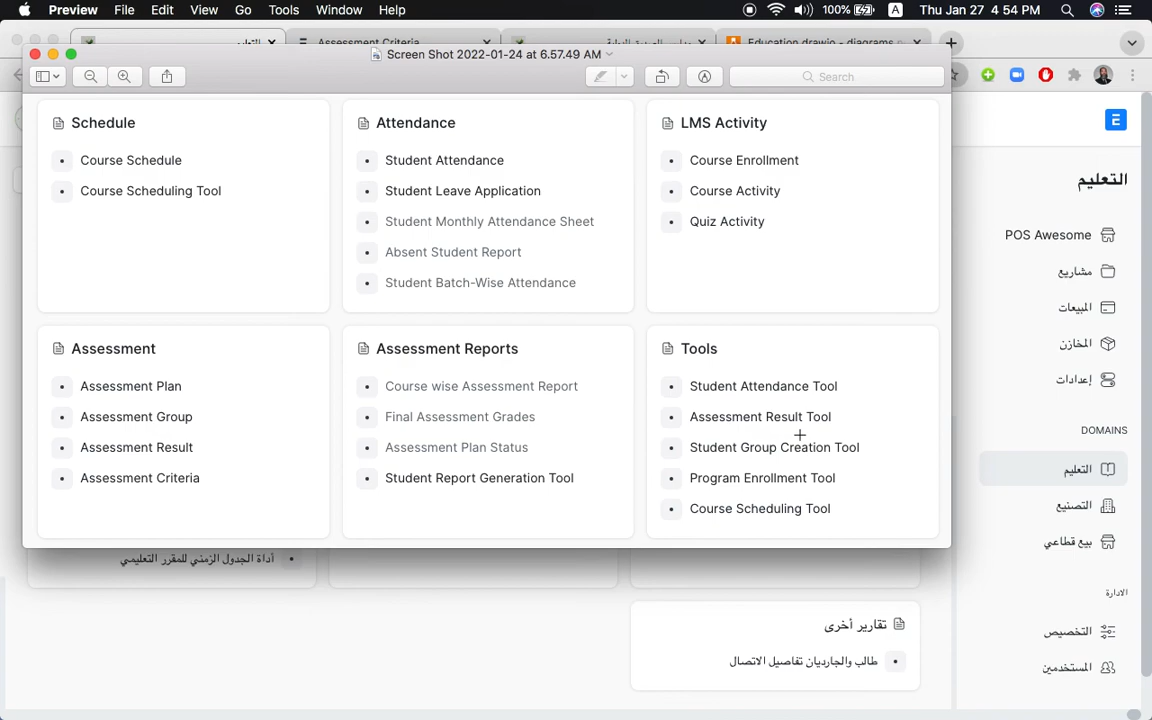 Preview File Edit View Go Tools Window Help 100% A Thu Jan 27 4:54 PM
Assessment Criteria
Education drawio - diagrams
Screen Shot 2022-01-24 at 6.57.49 AM
Search
Schedule
Course Schedule
Course Scheduling Tool
Attendance
Student Attendance
Student Leave Application
Student Monthly Attendance Sheet
Absent Student Report
Student Batch-Wise Attendance
LMS Activity
Course Enrollment
Course Activity
Quiz Activity
Assessment
Assessment Plan
Assessment Group
Assessment Result
Assessment Criteria
Assessment Reports
Course wise Assessment Report
Final Assessment Grades
Assessment Plan Status
Student Report Generation Tool
Tools
Student Attendance Tool
Assessment Result Tool
Student Group Creation Tool
Program Enrollment Tool
Course Scheduling Tool
E
التعليم
POS Awesome
مشاريع
المبيعات
المخازن
إعدادات
DOMAINS
التعليم
التصنيع
بيع قطاعي
الادارة
التخصيص
المستخدمين
أداة الجدول الزمني للمقرر التعليمي
تقارير أخرى
طالب والجارديان تفاصيل الاتصال